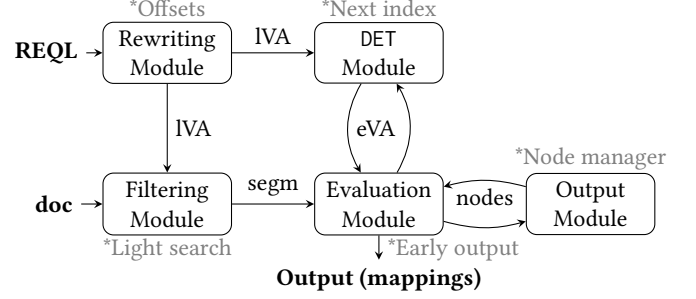 *Offsets
*Next index
REQL
Rewriting
Module
lVA
DET
Module
lVA
eVA
*Node manager
doc
Filtering
Module
segm
Evaluation
Module
nodes
Output
Module
*Light search
*Early output
Output (mappings)